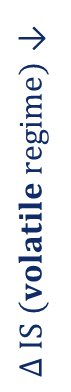 Δ IS (volatile regime) →